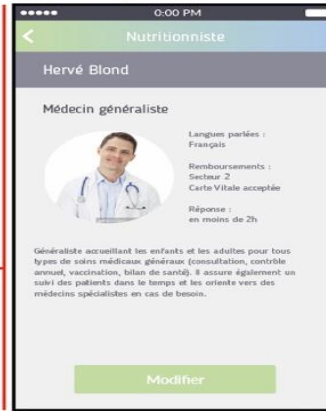 0:00 PM
Nutritionniste
Hervé Blond
Médecin généraliste
Langues parlées :
Français
Remboursements :
Secteur 2
Carte Vitale acceptée
Réponse :
en moins de 2h
Généraliste accueillant les enfants et les adultes pour tous
types de soins médicaux généraux (consultation, contrble
annuel, vaccination, bilan de santé). Il assure également un
suivi des patients dans le temps et les oriente vers des
médecins spécialistes en cas de besoin.
Modifier